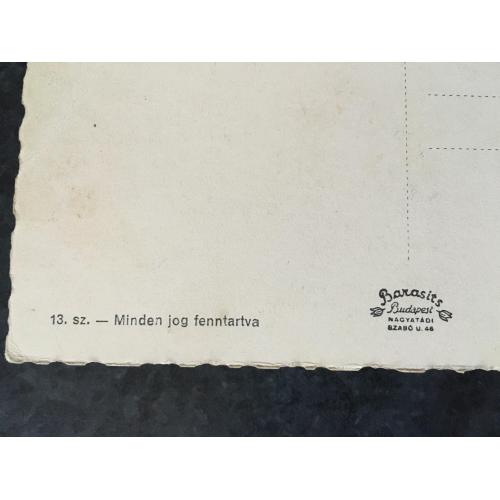 13. sz. — Minden jog fenntartva
Barasits
Budapest
NAGYATÁDI
SZABÓ U. 46